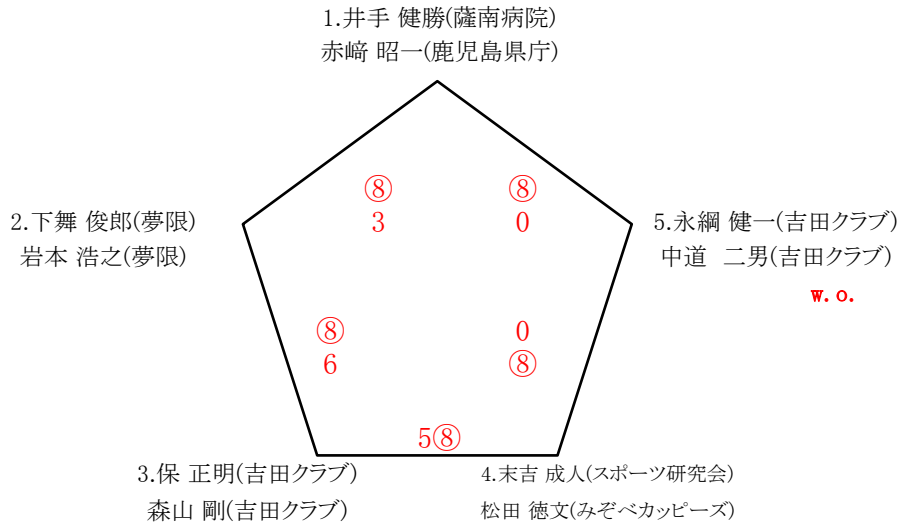 1.井手 健勝(薩南病院)
赤﨑 昭一(鹿児島県庁)
⑧
3
⑧
0
2.下舞 俊郎(夢限)
岩本 浩之(夢限)
5.永綱 健一(吉田クラブ)
中道 二男(吉田クラブ)
w.o.
⑧
6
0
⑧
5⑧
3.保 正明(吉田クラブ)
森山 剛(吉田クラブ)
4.末吉 成人(スポーツ研究会)
松田 徳文(みぞべカッピーズ)